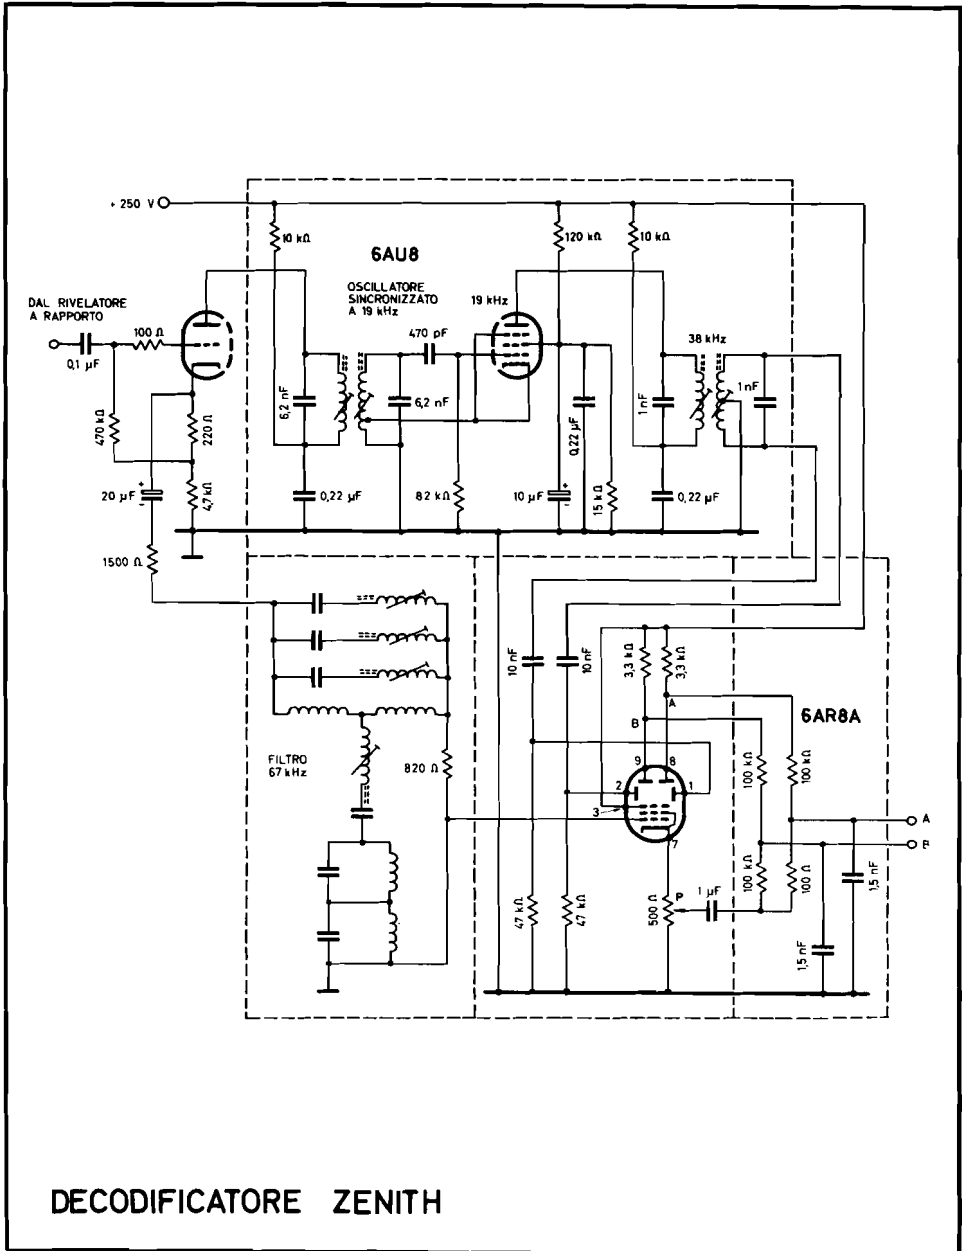 + 250 V
10 kΩ
120 kΩ
10 kΩ
6AU8
OSCILLATORE
SINCRONIZZATO
A 19 kHz
19 kHz
DAL RIVELATORE
A RAPPORTO
100 Ω
470 pF
38 kHz
0,1 µF
6,2 nF
6,2 nF
1 nF
1 nF
470 kΩ
220 Ω
0,22 µF
20 µF
+
-
4,7 kΩ
0,22 µF
82 kΩ
10 µF
+
-
15 kΩ
0,22 µF
1500 Ω
10 nF
10 nF
3,3 kΩ
3,3 kΩ
A
B
6AR8A
FILTRO
67 kHz
820 Ω
9
8
2
1
3
7
100 kΩ
100 kΩ
A
B
100 kΩ
100 Ω
1,5 nF
47 kΩ
47 kΩ
500 Ω
P
1 µF
1,5 nF
DECODIFICATORE ZENITH